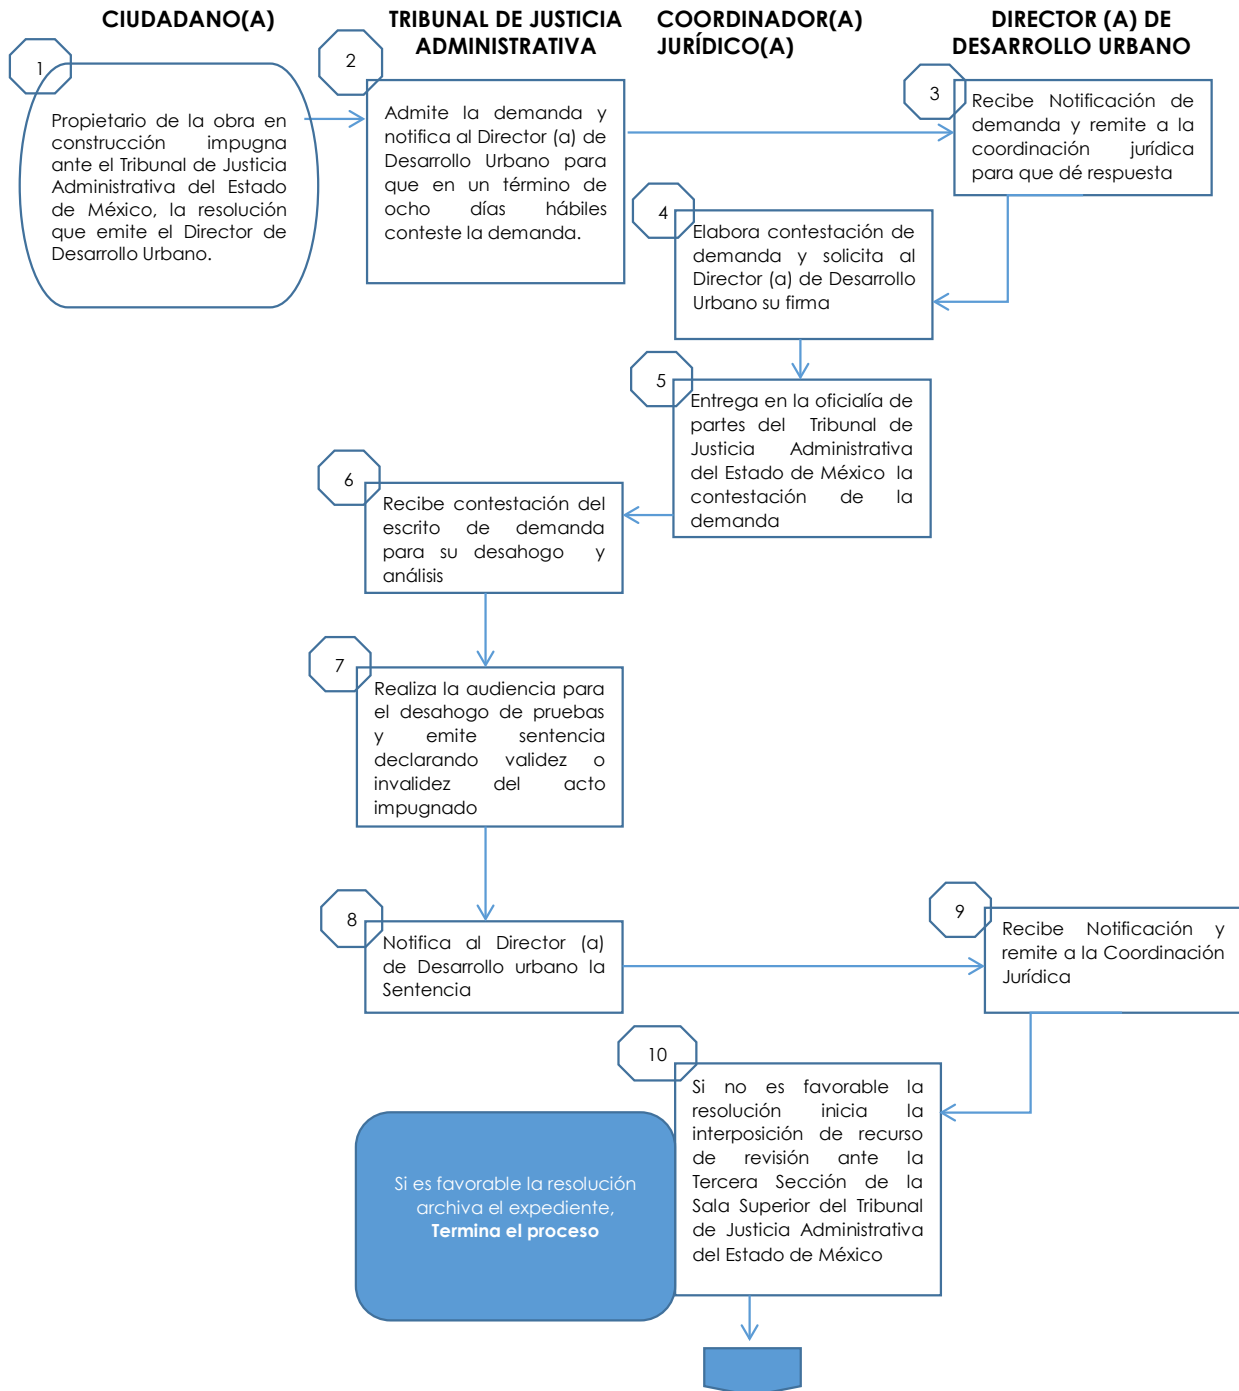 CIUDADANO(A)
TRIBUNAL DE JUSTICIA
ADMINISTRATIVA
COORDINADOR(A)
JURÍDICO(A)
DIRECTOR (A) DE
DESARROLLO URBANO
1
Propietario de la obra en
construcción impugna
ante el Tribunal de Justicia
Administrativa del Estado
de México, la resolución
que emite el Director de
Desarrollo Urbano.
2
Admite la demanda y
notifica al Director (a) de
Desarrollo Urbano para
que en un término de
ocho días hábiles
conteste la demanda.
3
Recibe Notificación de
demanda y remite a la
coordinación jurídica
para que dé respuesta
4
Elabora contestación de
demanda y solicita al
Director (a) de Desarrollo
Urbano su firma
5
Entrega en la oficialía de
partes del Tribunal de
Justicia Administrativa
del Estado de México la
contestación de la
demanda
6
Recibe contestación del
escrito de demanda
para su desahogo y
análisis
7
Realiza la audiencia para
el desahogo de pruebas
y emite sentencia
declarando validez o
invalidez del acto
impugnado
8
Notifica al Director (a)
de Desarrollo urbano la
Sentencia
9
Recibe Notificación y
remite a la Coordinación
Jurídica
10
Si no es favorable la
resolución inicia la
interposición de recurso
de revisión ante la
Tercera Sección de la
Sala Superior del Tribunal
de Justicia Administrativa
del Estado de México
Si es favorable la resolución
archiva el expediente,
Termina el proceso